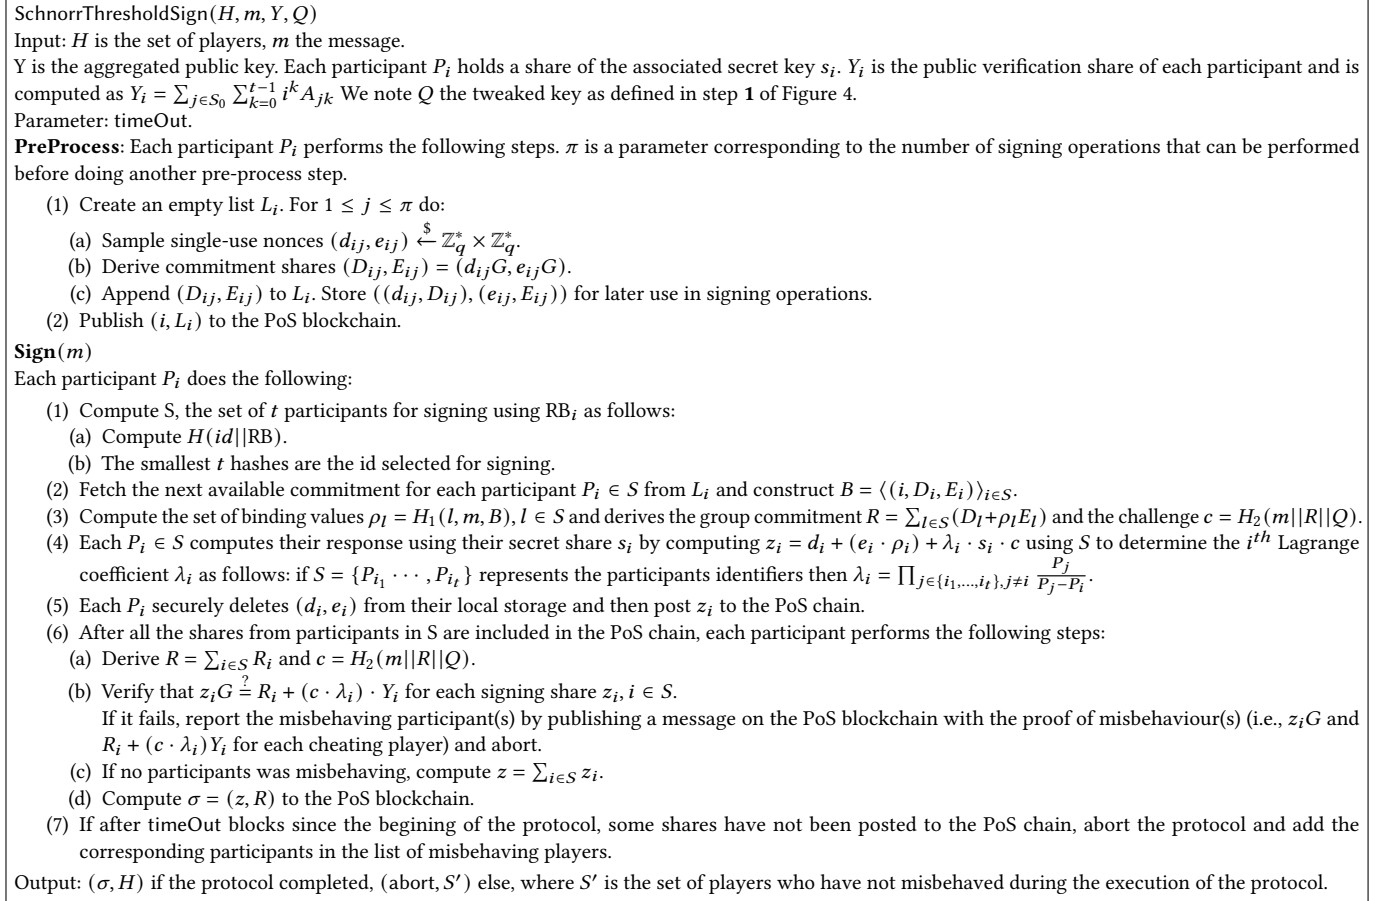 SchnorrThresholdSign(H, m, Y, Q)
Input: H is the set of players, m the message.
Y is the aggregated public key. Each participant P_i holds a share of the associated secret key s_i. Y_i is the public verification share of each participant and is
computed as Y_i = ∑_{j∈S_0} ∑_{k=0}^{t−1} i^k A_{jk} We note Q the tweaked key as defined in step 1 of Figure 4.
Parameter: timeOut.
PreProcess: Each participant P_i performs the following steps. π is a parameter corresponding to the number of signing operations that can be performed
before doing another pre-process step.
(1) Create an empty list L_i. For 1 ≤ j ≤ π do:
(a) Sample single-use nonces (d_{ij}, e_{ij}) ←^$ ℤ_q^* × ℤ_q^*.
(b) Derive commitment shares (D_{ij}, E_{ij}) = (d_{ij}G, e_{ij}G).
(c) Append (D_{ij}, E_{ij}) to L_i. Store ((d_{ij}, D_{ij}), (e_{ij}, E_{ij})) for later use in signing operations.
(2) Publish (i, L_i) to the PoS blockchain.
Sign(m)
Each participant P_i does the following:
(1) Compute S, the set of t participants for signing using RB_i as follows:
(a) Compute H(id||RB).
(b) The smallest t hashes are the id selected for signing.
(2) Fetch the next available commitment for each participant P_i ∈ S from L_i and construct B = ⟨(i, D_i, E_i)⟩_{i∈S}.
(3) Compute the set of binding values ρ_l = H_1(l, m, B), l ∈ S and derives the group commitment R = ∑_{l∈S}(D_l+ρ_lE_l) and the challenge c = H_2(m||R||Q).
(4) Each P_i ∈ S computes their response using their secret share s_i by computing z_i = d_i + (e_i · ρ_i) + λ_i · s_i · c using S to determine the i^{th} Lagrange
coefficient λ_i as follows: if S = {P_{i_1} · · · , P_{i_t}} represents the participants identifiers then λ_i = ∏_{j∈{i_1,...,i_t},j≠i} P_j/(P_j−P_i).
(5) Each P_i securely deletes (d_i, e_i) from their local storage and then post z_i to the PoS chain.
(6) After all the shares from participants in S are included in the PoS chain, each participant performs the following steps:
(a) Derive R = ∑_{i∈S} R_i and c = H_2(m||R||Q).
(b) Verify that z_iG =^? R_i + (c · λ_i) · Y_i for each signing share z_i, i ∈ S.
If it fails, report the misbehaving participant(s) by publishing a message on the PoS blockchain with the proof of misbehaviour(s) (i.e., z_iG and
R_i + (c · λ_i)Y_i for each cheating player) and abort.
(c) If no participants was misbehaving, compute z = ∑_{i∈S} z_i.
(d) Compute σ = (z, R) to the PoS blockchain.
(7) If after timeOut blocks since the begining of the protocol, some shares have not been posted to the PoS chain, abort the protocol and add the
corresponding participants in the list of misbehaving players.
Output: (σ, H) if the protocol completed, (abort, S′) else, where S′ is the set of players who have not misbehaved during the execution of the protocol.